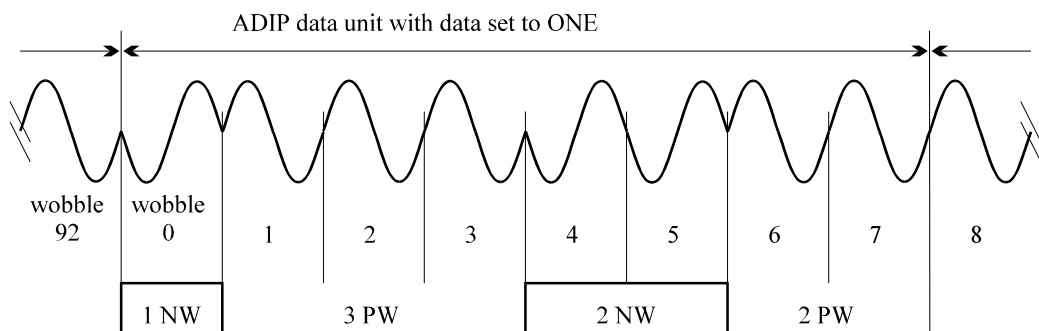 ADIP data unit with data set to ONE
wobble wobble
92 0 1 2 3 4 5 6 7 8
1 NW 3 PW 2 NW 2 PW